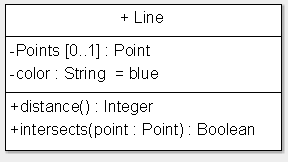 + Line
-Points [0..1] : Point
-color : String = blue
+distance() : Integer
+intersects(point : Point) : Boolean